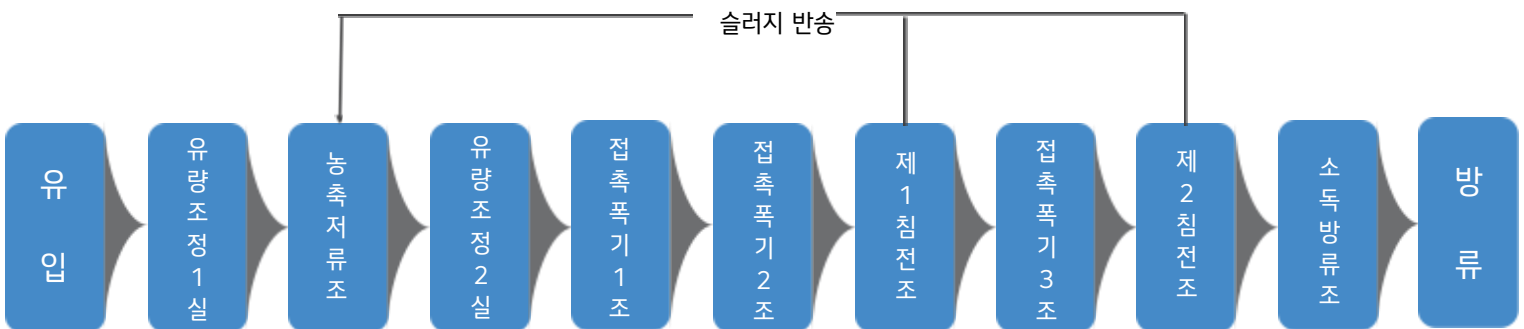 슬러지 반송
유입
유량조정1실
농축저류조
유량조정2실
접촉폭기1조
접촉폭기2조
제1침전조
접촉폭기3조
제2침전조
소독방류조
방류